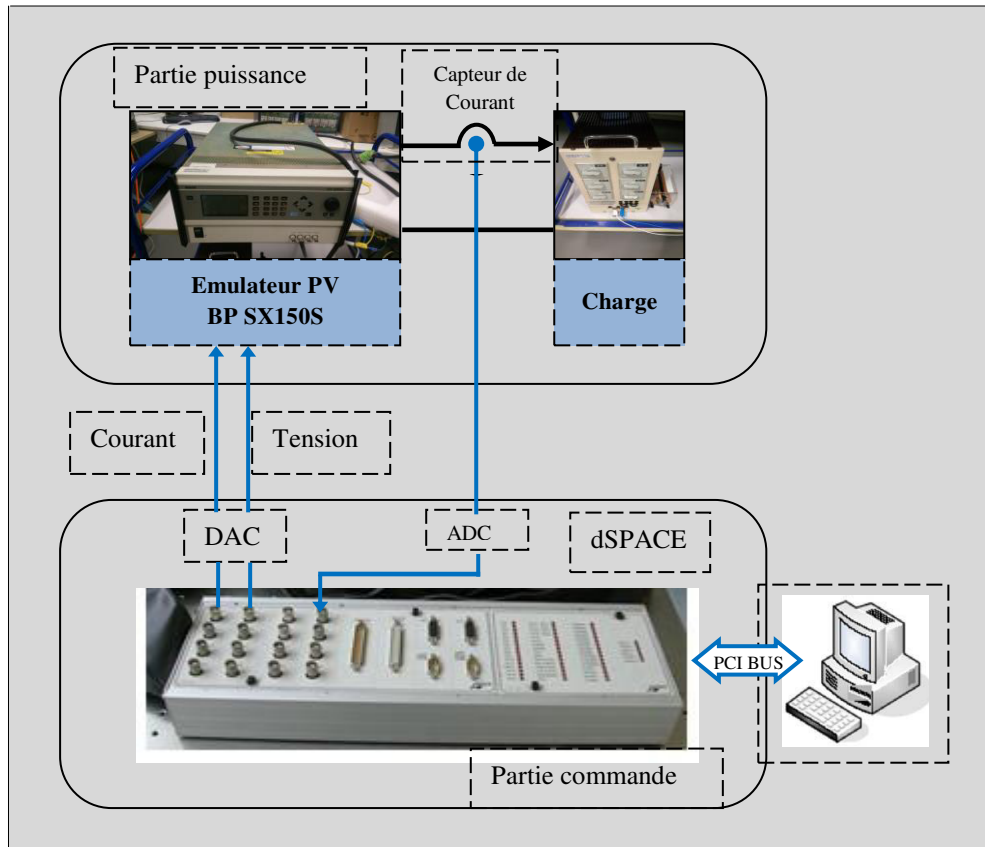 Partie puissance
Capteur de
Courant
Emulateur PV
BP SX150S
Charge
Courant
Tension
DAC
ADC
dSPACE
PCI BUS
Partie commande